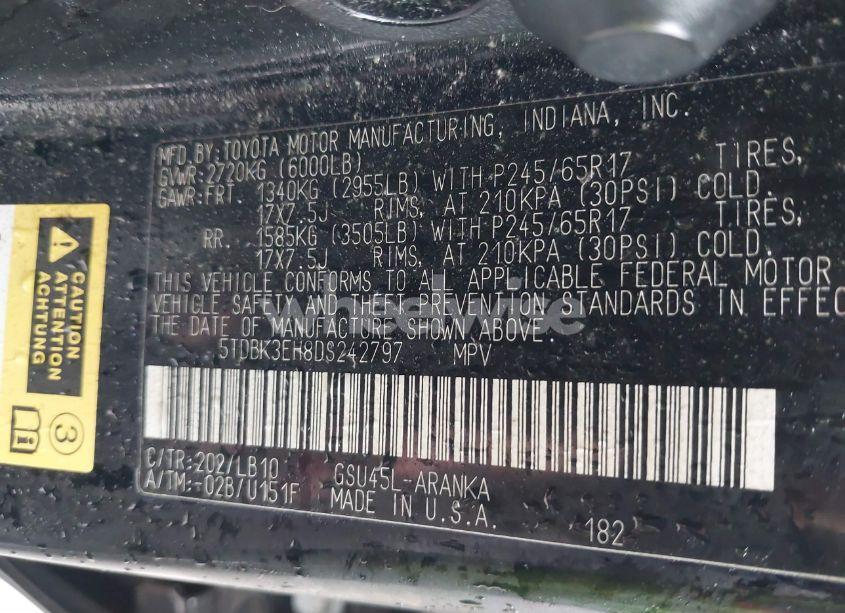 MFD.BY:TOYOTA MOTOR MANUFACTURING, INDIANA, INC.
GVWR:2720KG (6000LB)
GAWR:FRT 1340KG (2955LB) WITH P245/65R17 TIRES,
17X7.5J RIMS, AT 210KPA (30PSI) COLD.
RR. 1585KG (3505LB) WITH P245/65R17 TIRES,
17X7.5J RIMS, AT 210KPA (30PSI) COLD.
THIS VEHICLE CONFORMS TO ALL APPLICABLE FEDERAL MOTOR
VEHICLE SAFETY AND THEFT PREVENTION STANDARDS IN EFFEC
THE DATE OF MANUFACTURE SHOWN ABOVE.
5TDBK3EH8DS242797 MPV
C/TR:202/LB10 GSU45L-ARANKA
A/TM:-02B/U151F MADE IN U.S.A.
182
CAUTION
ATTENTION
ACHTUNG
3
wheelwire